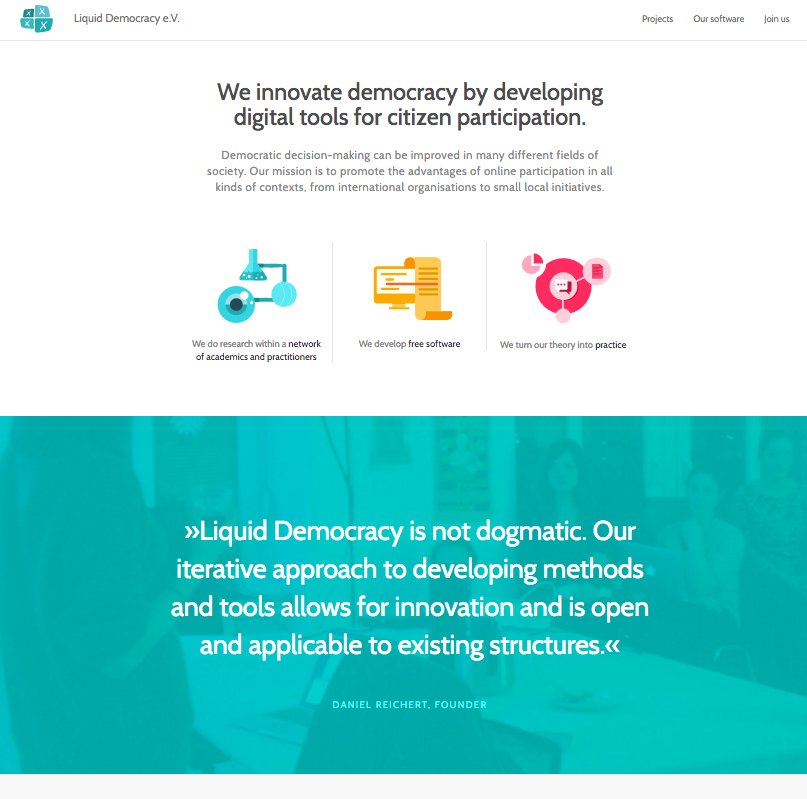 Liquid Democracy e.V.
Projects
Our software
Join us
We innovate democracy by developing
digital tools for citizen participation.
Democratic decision-making can be improved in many different fields of
society. Our mission is to promote the advantages of online participation in all
kinds of contexts, from international organisations to small local initiatives.
We do research within a network
of academics and practitioners
We develop free software
We turn our theory into practice
»Liquid Democracy is not dogmatic. Our
iterative approach to developing methods
and tools allows for innovation and is open
and applicable to existing structures.«
DANIEL REICHERT, FOUNDER